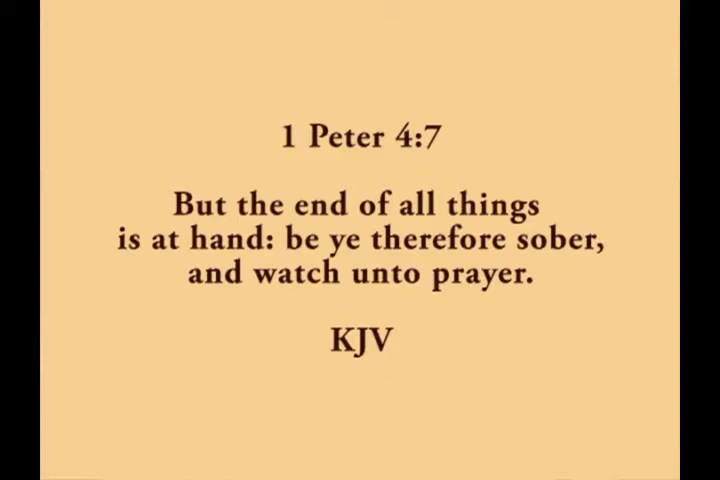 1 Peter 4:7
But the end of all things
is at hand: be ye therefore sober,
and watch unto prayer.
KJV